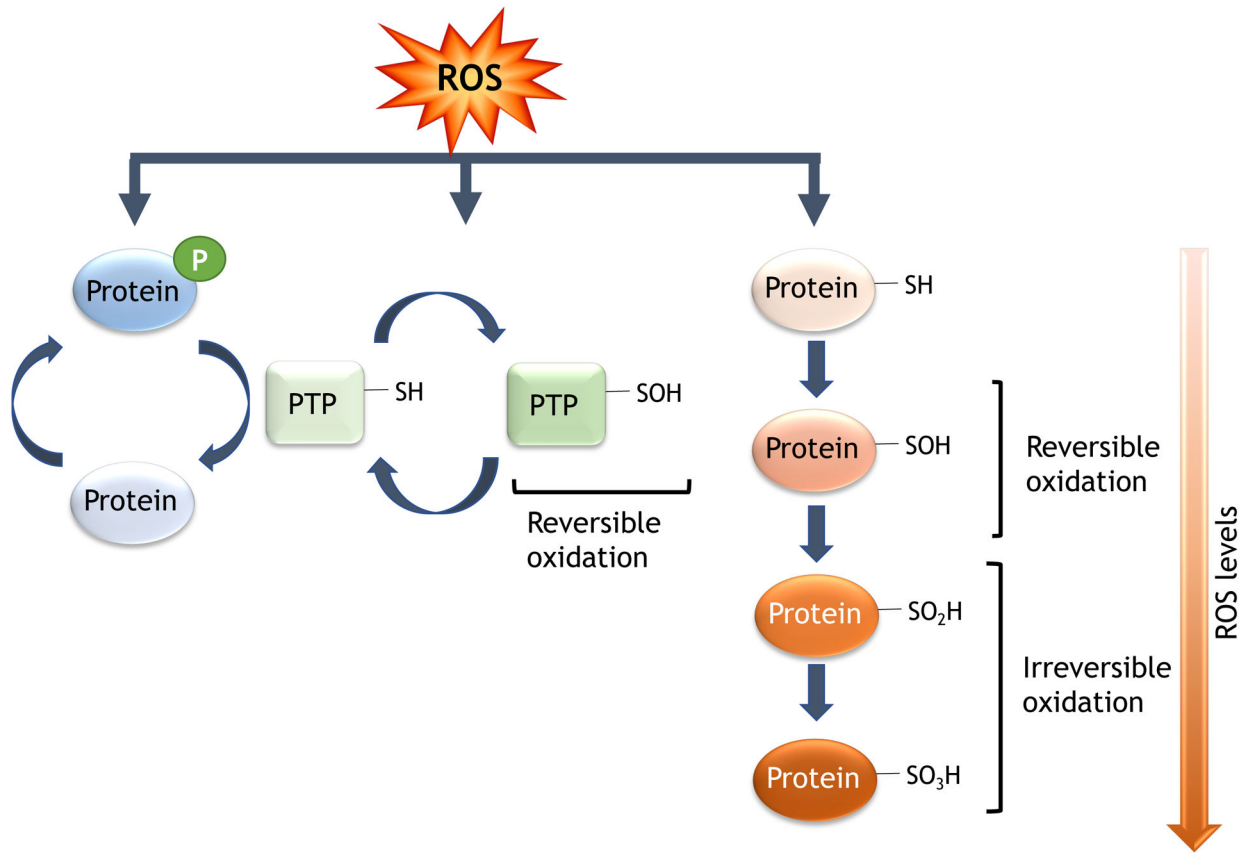 ROS
P
Protein
Protein
PTP
SH
PTP
SOH
Reversible
oxidation
Protein
SH
Protein
SOH
Reversible
oxidation
Protein
SO₂H
Irreversible
oxidation
Protein
SO₃H
ROS levels